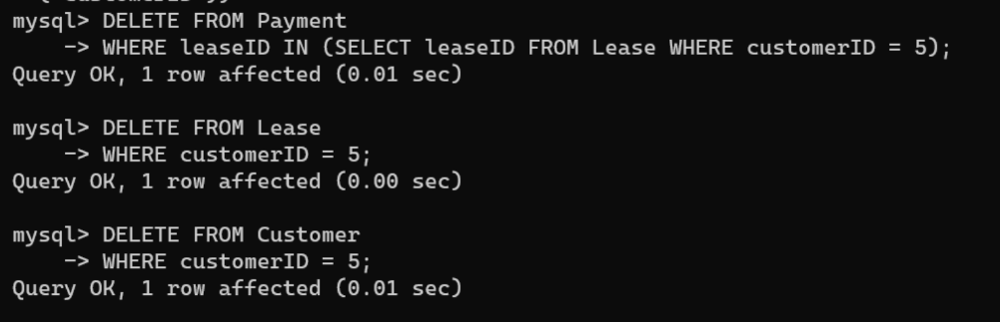 mysql> DELETE FROM Payment
-> WHERE leaseID IN (SELECT leaseID FROM Lease WHERE customerID = 5);
Query OK, 1 row affected (0.01 sec)
mysql> DELETE FROM Lease
-> WHERE customerID = 5;
Query OK, 1 row affected (0.00 sec)
mysql> DELETE FROM Customer
-> WHERE customerID = 5;
Query OK, 1 row affected (0.01 sec)